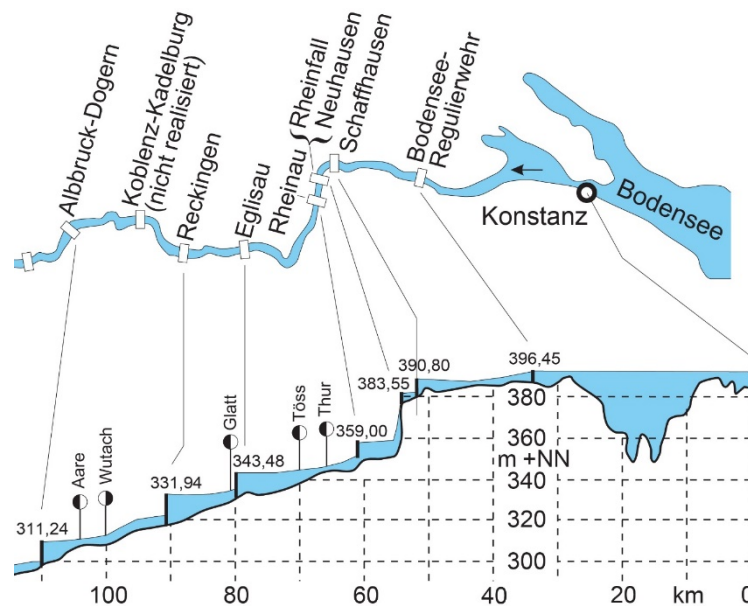 Albbruck-Dogern
Koblenz-Kadelburg
(nicht realisiert)
Reckingen
Eglisau
Rheinau
Rheinfall
Neuhausen
Schaffhausen
Bodensee-
Regulierwehr
Konstanz
Bodensee
396,45
390,80
383,55
359,00
343,48
331,94
311,24
Aare
Wutach
Glatt
Töss
Thur
380
360
m +NN
340
320
300
100
80
60
40
20
km
0